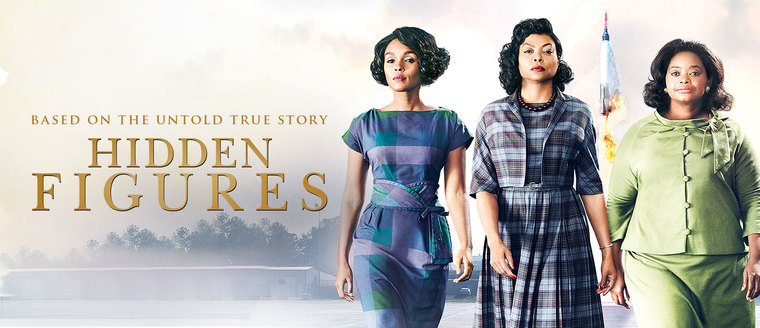 BASED ON THE UNTOLD TRUE STORY
HIDDEN
FIGURES